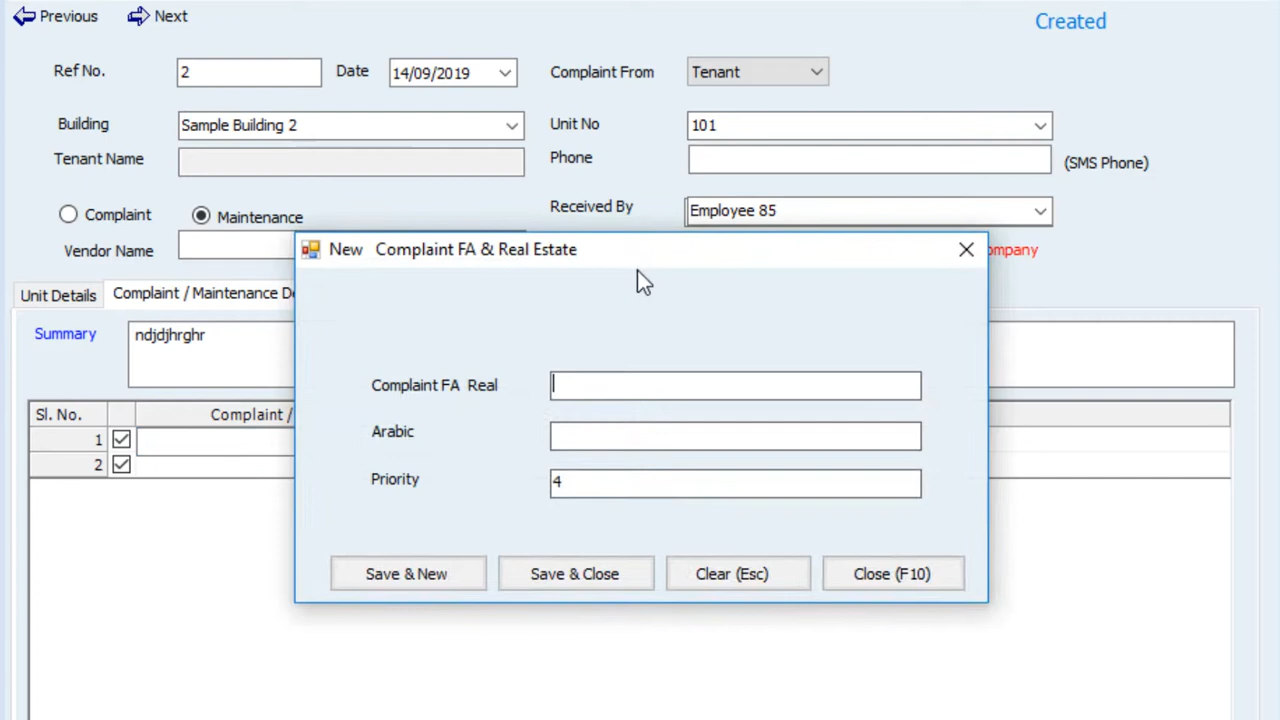 Previous Next Created
Ref No. 2 Date 14/09/2019 Complaint From Tenant
Building Sample Building 2 Unit No 101
Tenant Name Phone (SMS Phone)
Complaint Maintenance Received By Employee 85
Vendor Name
New Complaint FA & Real Estate
Unit Details Complaint / Maintenance
Summary ndjdjhrghr
Complaint FA Real
Sl. No. Complaint /
Arabic
1
2
Priority 4
Save & New Save & Close Clear (Esc) Close (F10)